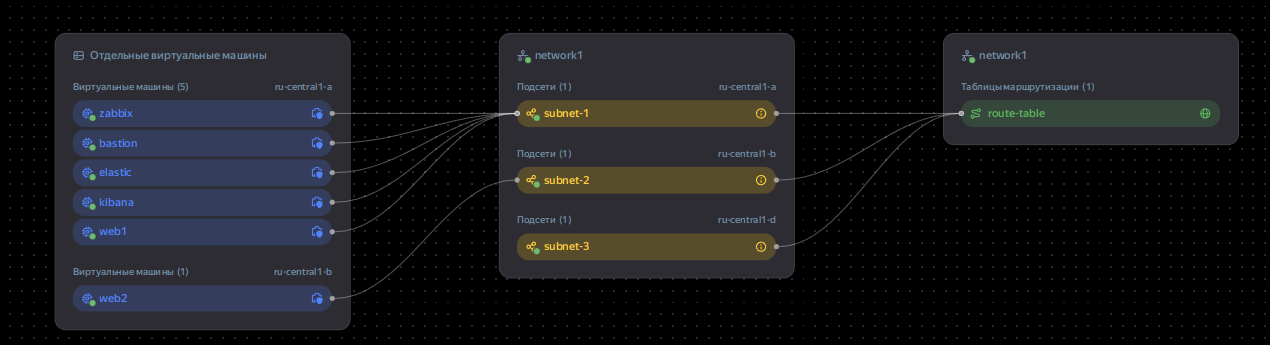 Отдельные виртуальные машины
Виртуальные машины (5) ru-central1-a
zabbix
bastion
elastic
kibana
web1
Виртуальные машины (1) ru-central1-b
web2
network1
Подсети (1) ru-central1-a
subnet-1
Подсети (1) ru-central1-b
subnet-2
Подсети (1) ru-central1-d
subnet-3
network1
Таблицы маршрутизации (1)
route-table